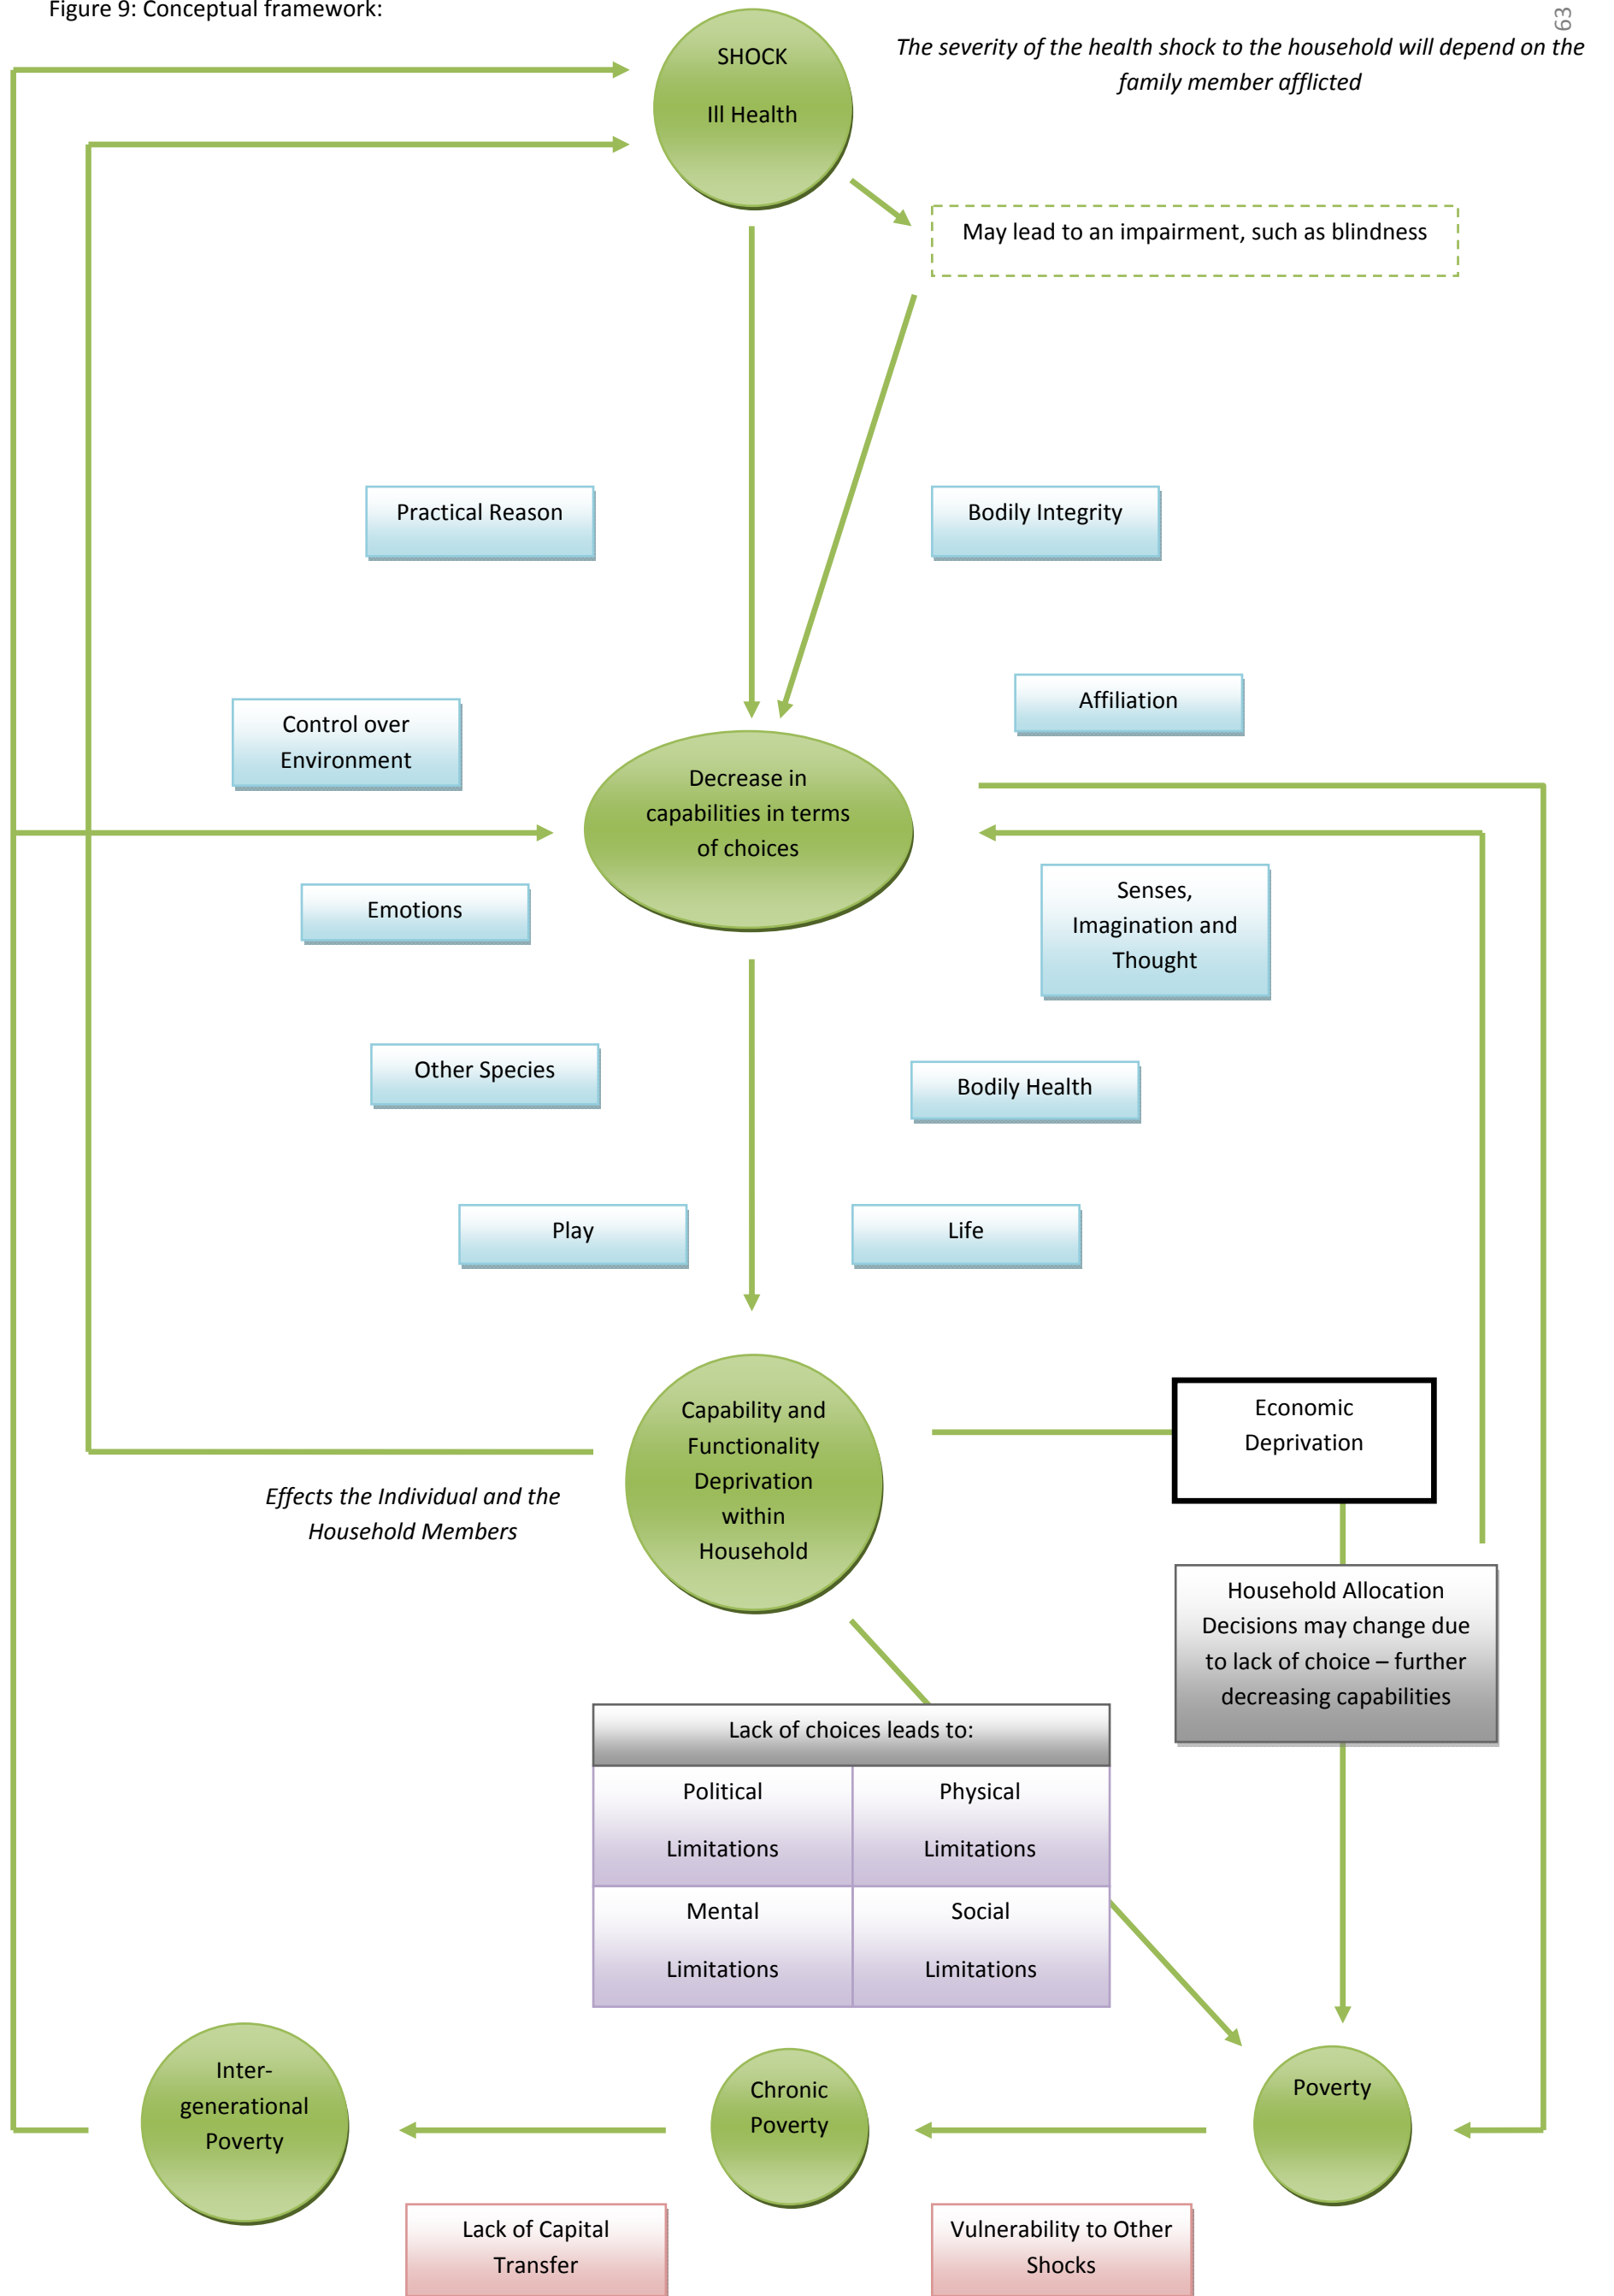 Figure 9: Conceptual framework:
63
SHOCK
Ill Health
The severity of the health shock to the household will depend on the
family member afflicted
May lead to an impairment, such as blindness
Practical Reason
Bodily Integrity
Affiliation
Control over
Environment
Decrease in
capabilities in terms
of choices
Emotions
Senses,
Imagination and
Thought
Other Species
Bodily Health
Play
Life
Capability and
Functionality
Deprivation
within
Household
Economic
Deprivation
Effects the Individual and the
Household Members
Household Allocation
Decisions may change due
to lack of choice – further
decreasing capabilities
Lack of choices leads to:
Political
Limitations
Physical
Limitations
Mental
Limitations
Social
Limitations
Inter-
generational
Poverty
Chronic
Poverty
Poverty
Lack of Capital
Transfer
Vulnerability to Other
Shocks